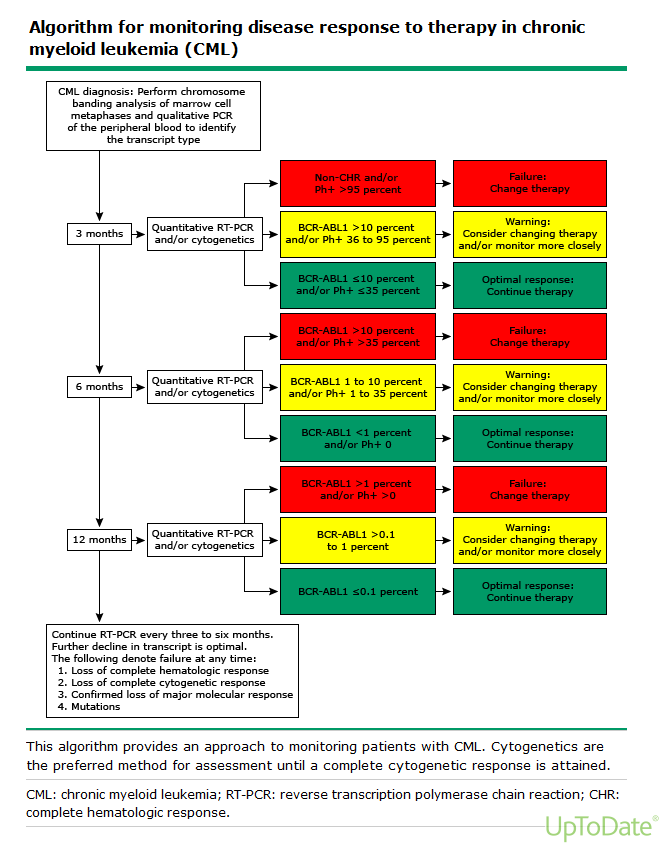 Algorithm for monitoring disease response to therapy in chronic
myeloid leukemia (CML)
CML diagnosis: Perform chromosome
banding analysis of marrow cell
metaphases and qualitative PCR
of the peripheral blood to identify
the transcript type
3 months
Quantitative RT-PCR
and/or cytogenetics
Non-CHR and/or
Ph+ >95 percent
Failure:
Change therapy
BCR-ABL1 >10 percent
and/or Ph+ 36 to 95 percent
Warning:
Consider changing therapy
and/or monitor more closely
BCR-ABL1 ≤10 percent
and/or Ph+ ≤35 percent
Optimal response:
Continue therapy
6 months
Quantitative RT-PCR
and/or cytogenetics
BCR-ABL1 >10 percent
and/or Ph+ >35 percent
Failure:
Change therapy
BCR-ABL1 1 to 10 percent
and/or Ph+ 1 to 35 percent
Warning:
Consider changing therapy
and/or monitor more closely
BCR-ABL1 <1 percent
and/or Ph+ 0
Optimal response:
Continue therapy
12 months
Quantitative RT-PCR
and/or cytogenetics
BCR-ABL1 >1 percent
and/or Ph+ >0
Failure:
Change therapy
BCR-ABL1 >0.1
to 1 percent
Warning:
Consider changing therapy
and/or monitor more closely
BCR-ABL1 ≤0.1 percent
Optimal response:
Continue therapy
Continue RT-PCR every three to six months.
Further decline in transcript is optimal.
The following denote failure at any time:
1. Loss of complete hematologic response
2. Loss of complete cytogenetic response
3. Confirmed loss of major molecular response
4. Mutations
This algorithm provides an approach to monitoring patients with CML. Cytogenetics are
the preferred method for assessment until a complete cytogenetic response is attained.
CML: chronic myeloid leukemia; RT-PCR: reverse transcription polymerase chain reaction; CHR:
complete hematologic response.
UpToDate®